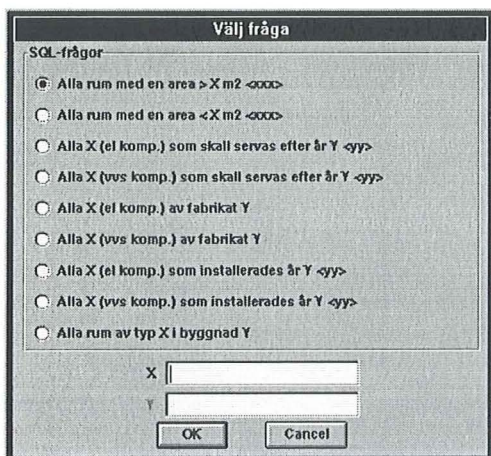 Välj fråga
SQL-frågor
Alla rum med en area > X m2 <xxx>
Alla rum med en area < X m2 <xxx>
Alla X (el komp.) som skall servas efter år Y <yy>
Alla X (vvs komp.) som skall servas efter år Y <yy>
Alla X (el komp.) av fabrikat Y
Alla X (vvs komp.) av fabrikat Y
Alla X (el komp.) som installerades år Y <yy>
Alla X (vvs komp.) som installerades år Y <yy>
Alla rum av typ X i byggnad Y
X
Y
OK Cancel